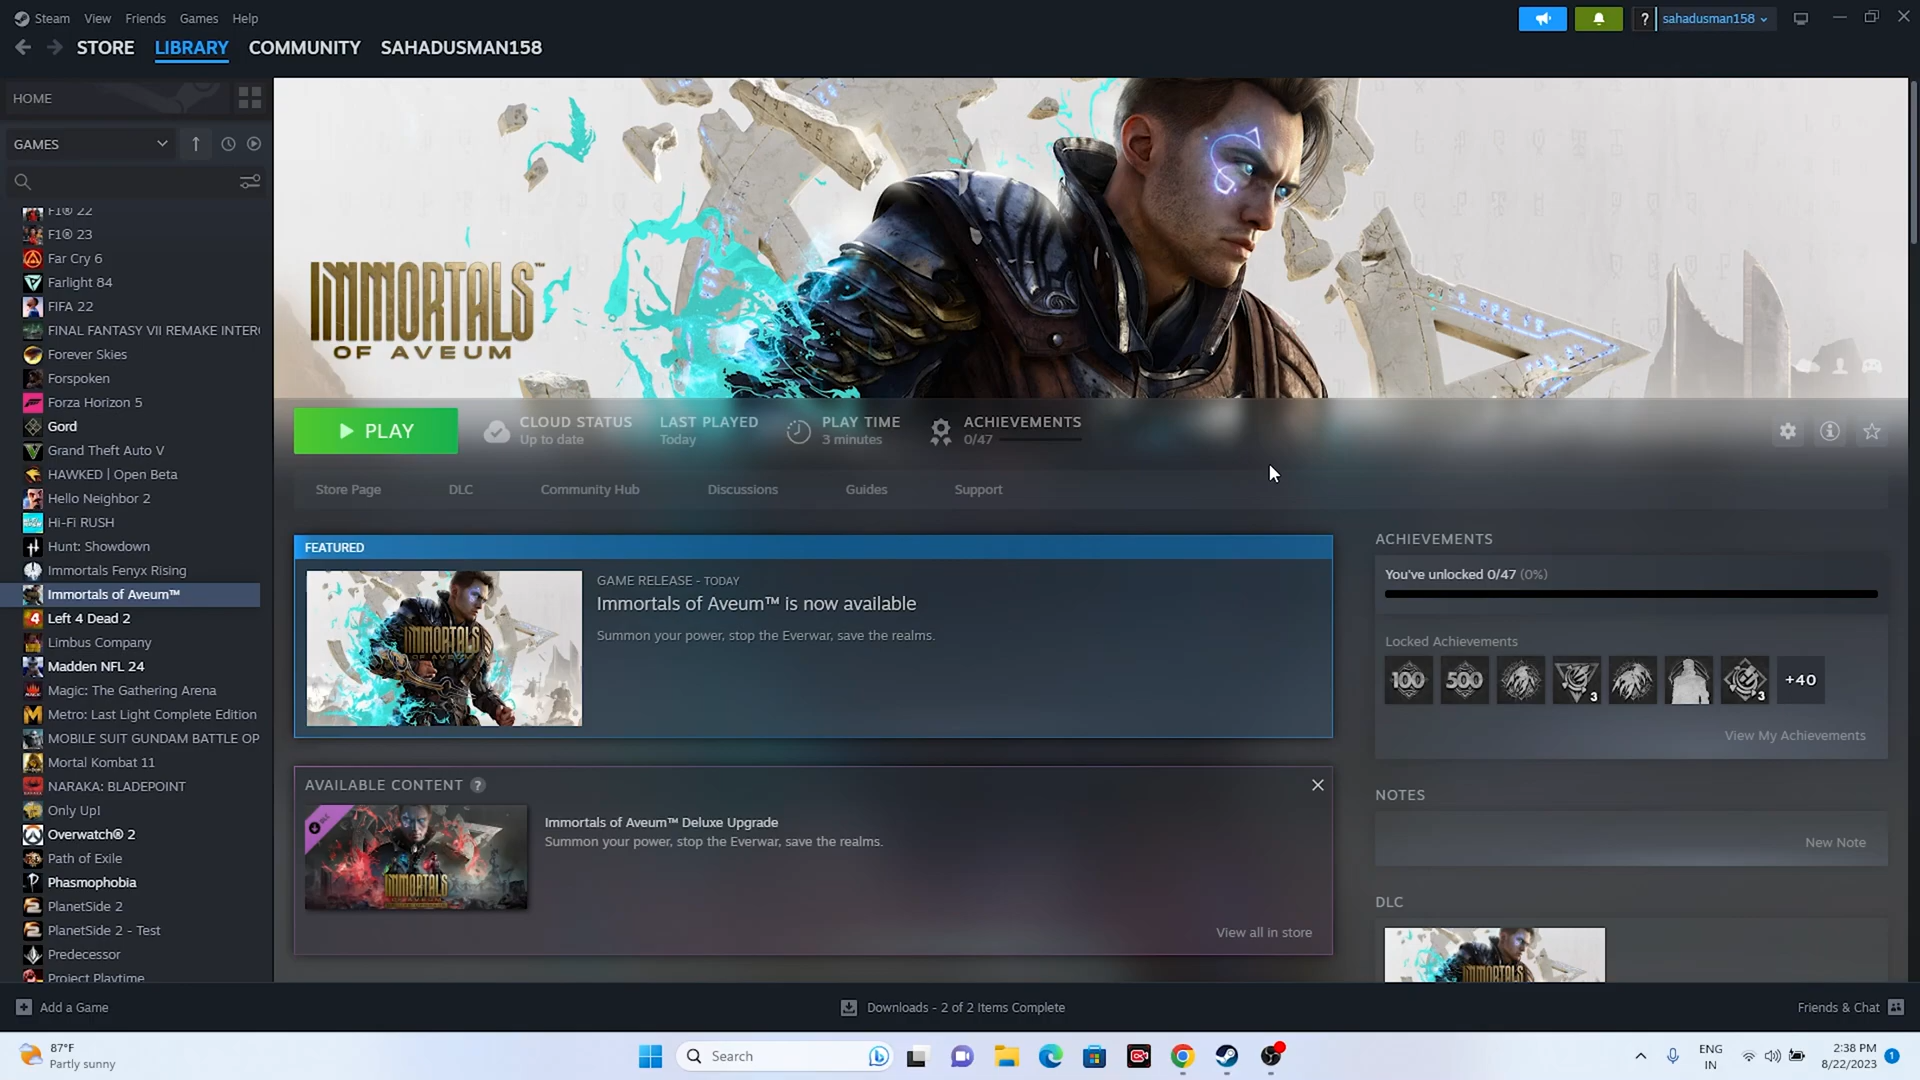 Steam View Friends Games Help
? sahadusman158
STORE LIBRARY COMMUNITY SAHADUSMAN158
HOME
GAMES
F1® 22
F1® 23
Far Cry 6
Farlight 84
FIFA 22
FINAL FANTASY VII REMAKE INTER
Forever Skies
Forspoken
Forza Horizon 5
Gord
Grand Theft Auto V
HAWKED | Open Beta
Hello Neighbor 2
Hi-Fi RUSH
Hunt: Showdown
Immortals Fenyx Rising
Immortals of Aveum™
Left 4 Dead 2
Limbus Company
Madden NFL 24
Magic: The Gathering Arena
Metro: Last Light Complete Edition
MOBILE SUIT GUNDAM BATTLE OP
Mortal Kombat 11
NARAKA: BLADEPOINT
Only Up!
Overwatch® 2
Path of Exile
Phasmophobia
PlanetSide 2
PlanetSide 2 - Test
Predecessor
Project Playtime
IMMORTALS™
OF AVEUM
PLAY
CLOUD STATUS
Up to date
LAST PLAYED
Today
PLAY TIME
3 minutes
ACHIEVEMENTS
0/47
Store Page DLC Community Hub Discussions Guides Support
FEATURED
IMMORTALS
OF AVEUM
GAME RELEASE - TODAY
Immortals of Aveum™ is now available
Summon your power, stop the Everwar, save the realms.
AVAILABLE CONTENT ?
IMMORTALS
Immortals of Aveum™ Deluxe Upgrade
Summon your power, stop the Everwar, save the realms.
View all in store
ACHIEVEMENTS
You've unlocked 0/47 (0%)
Locked Achievements
100 500 3 3 +40
View My Achievements
NOTES
New Note
DLC
IMMORTALS
Add a Game
Downloads - 2 of 2 Items Complete
Friends & Chat
87°F
Partly sunny
Search
ENG
IN
2:38 PM
8/22/2023
1